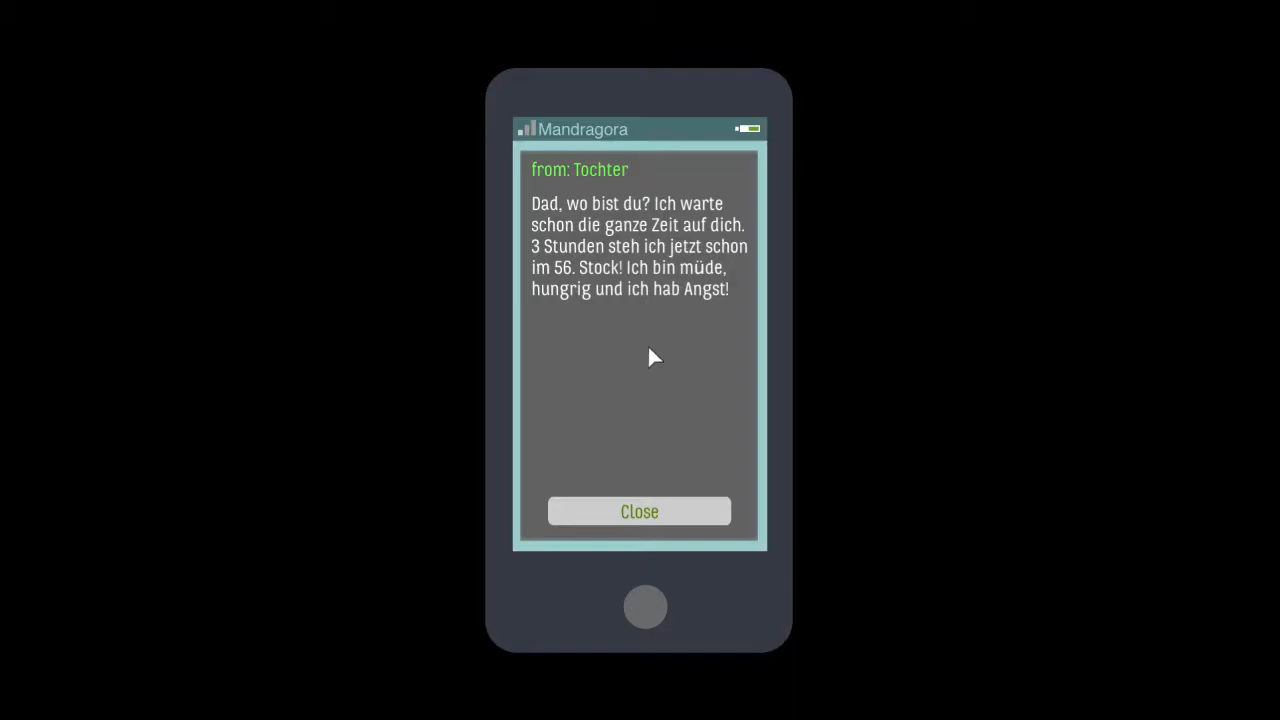 Mandragora
from: Tochter
Dad, wo bist du? Ich warte
schon die ganze Zeit auf dich.
3 Stunden steh ich jetzt schon
im 56. Stock! Ich bin müde,
hungrig und ich hab Angst!
Close